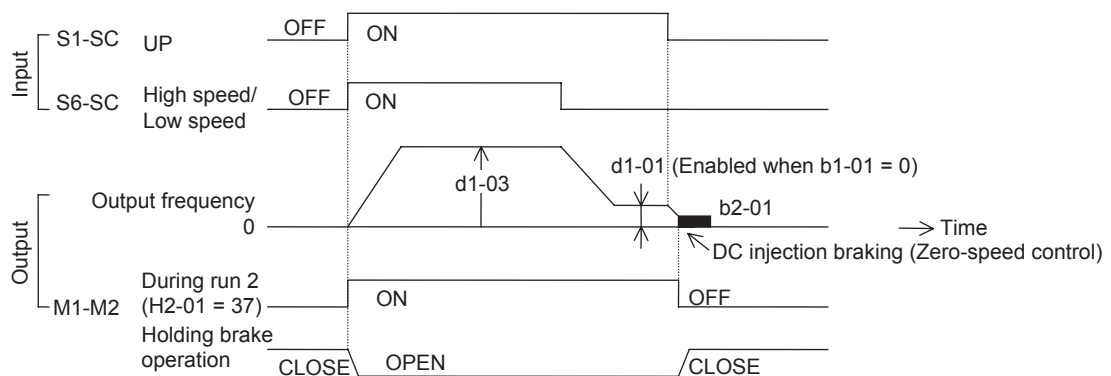 Input
S1-SC UP OFF ON
S6-SC High speed/
Low speed OFF ON
d1-03
d1-01 (Enabled when b1-01 = 0)
Output
Output frequency
0
b2-01
Time
DC injection braking (Zero-speed control)
M1-M2 During run 2
(H2-01 = 37) ON OFF
Holding brake
operation CLOSE OPEN CLOSE